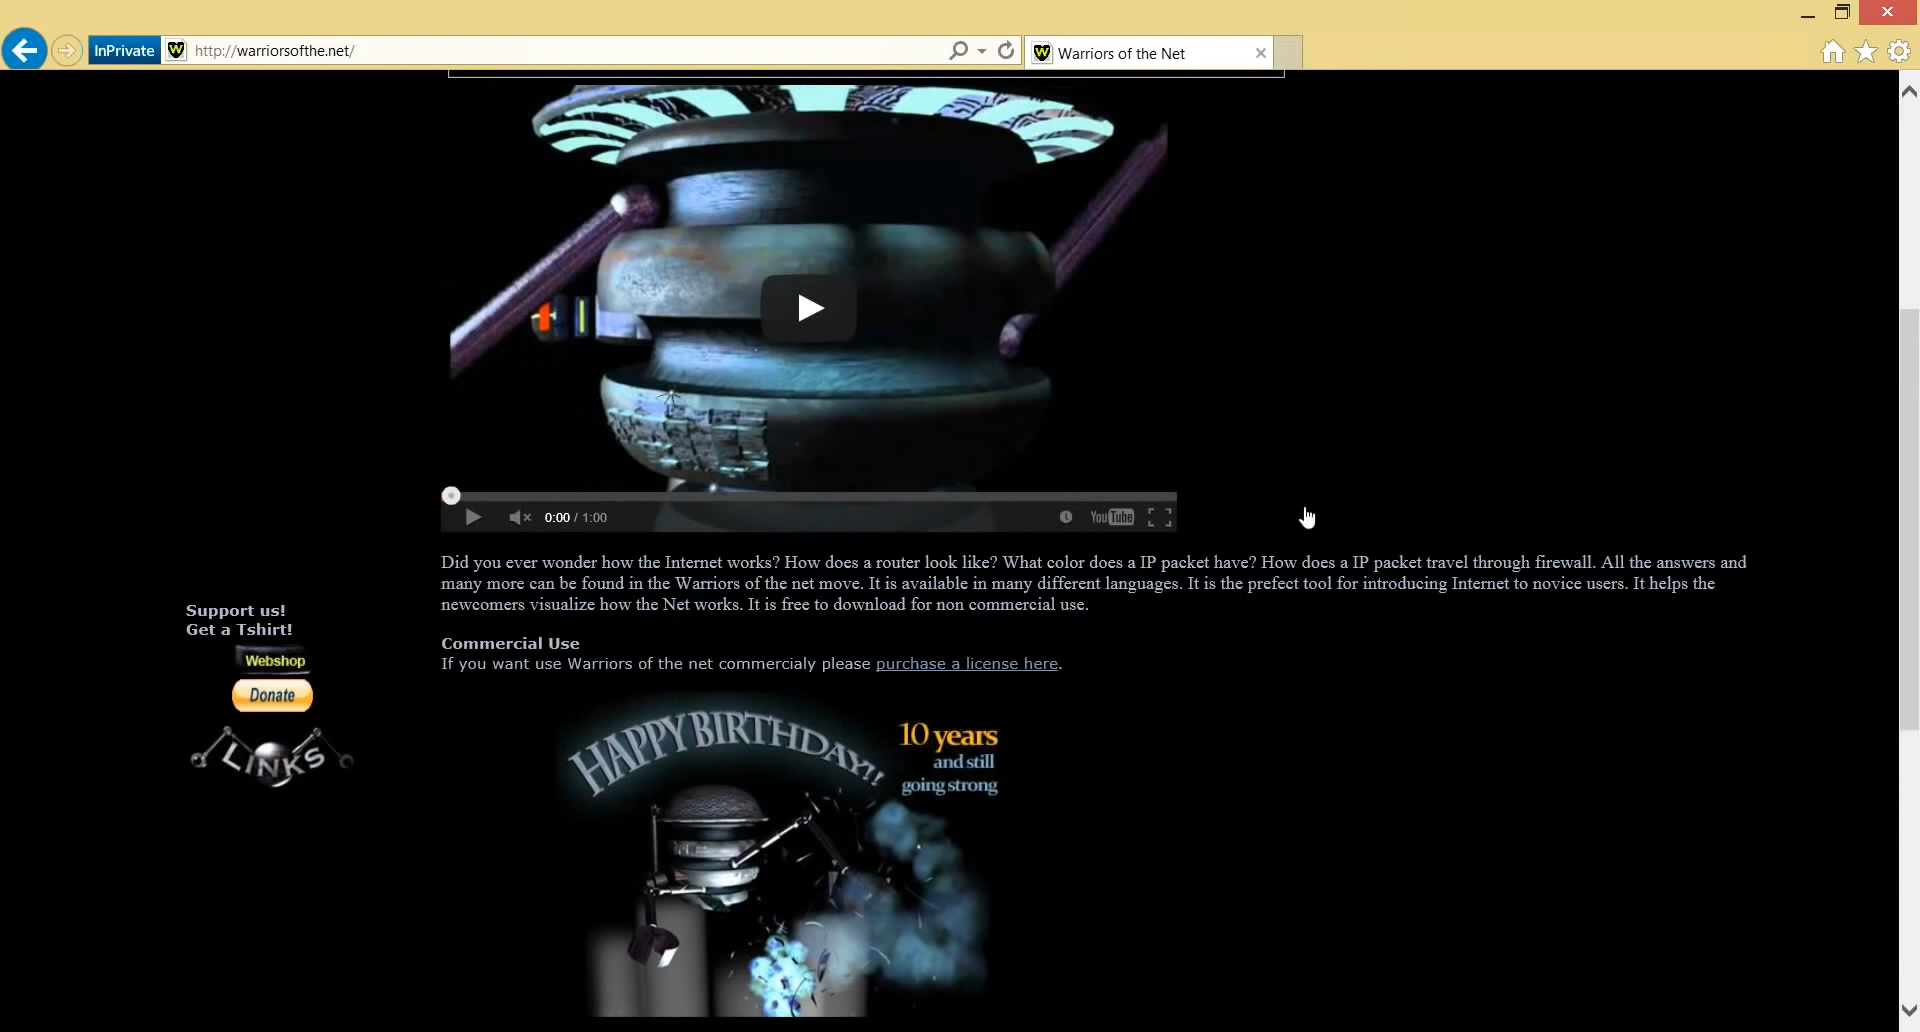 InPrivate
http://warriorsofthe.net/
Warriors of the Net
0:00 / 1:00
YouTube
Did you ever wonder how the Internet works? How does a router look like? What color does a IP packet have? How does a IP packet travel through firewall. All the answers and
many more can be found in the Warriors of the net move. It is available in many different languages. It is the prefect tool for introducing Internet to novice users. It helps the
newcomers visualize how the Net works. It is free to download for non commercial use.
Support us!
Get a Tshirt!
Webshop
Donate
LINKS
Commercial Use
If you want use Warriors of the net commercialy please purchase a license here.
HAPPY BIRTHDAY!!
10 years
and still
going strong